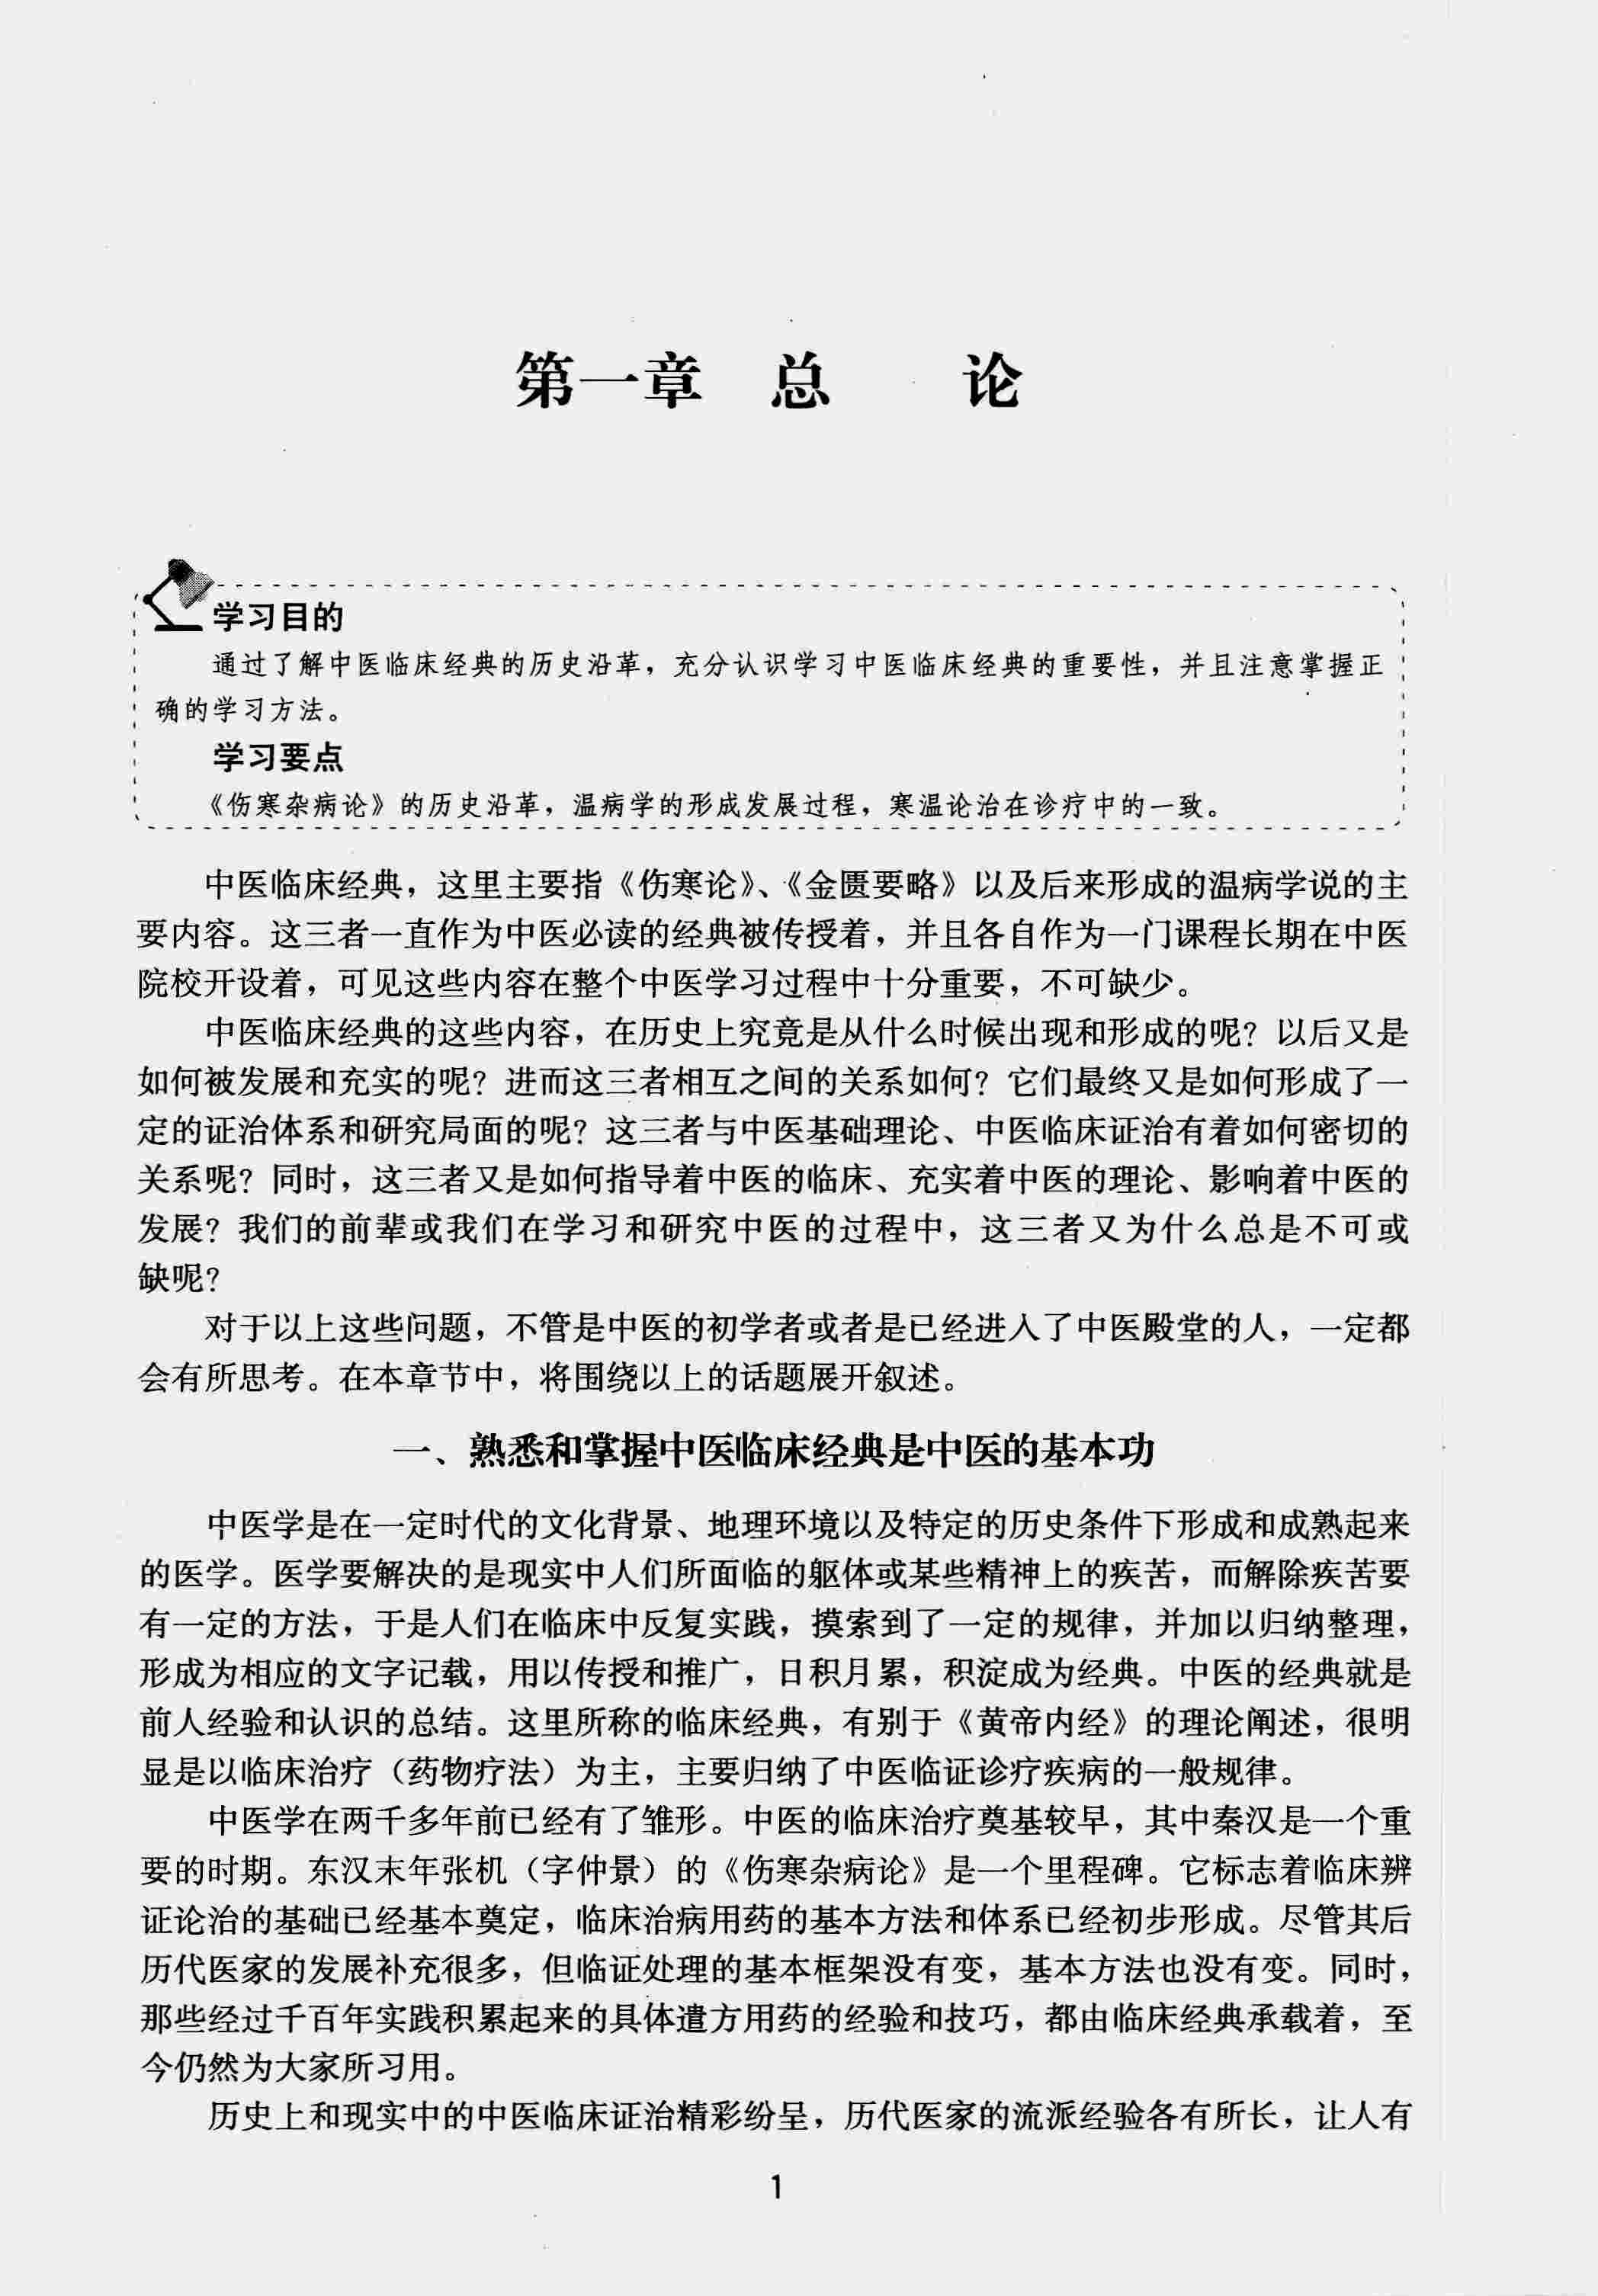 第一章 总 论
学习目的
通过了解中医临床经典的历史沿革，充分认识学习中医临床经典的重要性，并且注意掌握正
确的学习方法。
学习要点
《伤寒杂病论》的历史沿革，温病学的形成发展过程，寒温论治在诊疗中的一致。
中医临床经典，这里主要指《伤寒论》、《金匮要略》以及后来形成的温病学说的主
要内容。这三者一直作为中医必读的经典被传授着，并且各自作为一门课程长期在中医
院校开设着，可见这些内容在整个中医学习过程中十分重要，不可缺少。
中医临床经典的这些内容，在历史上究竟是从什么时候出现和形成的呢？以后又是
如何被发展和充实的呢？进而这三者相互之间的关系如何？它们最终又是如何形成了一
定的证治体系和研究局面的呢？这三者与中医基础理论、中医临床证治有着如何密切的
关系呢？同时，这三者又是如何指导着中医的临床、充实着中医的理论、影响着中医的
发展？我们的前辈或我们在学习和研究中医的过程中，这三者又为什么总是不可或
缺呢？
对于以上这些问题，不管是中医的初学者或者是已经进入了中医殿堂的人，一定都
会有所思考。在本章节中，将围绕以上的话题展开叙述。
一、熟悉和掌握中医临床经典是中医的基本功
中医学是在一定时代的文化背景、地理环境以及特定的历史条件下形成和成熟起来
的医学。医学要解决的是现实中人们所面临的躯体或某些精神上的疾苦，而解除疾苦要
有一定的方法，于是人们在临床中反复实践，摸索到了一定的规律，并加以归纳整理，
形成为相应的文字记载，用以传授和推广，日积月累，积淀成为经典。中医的经典就是
前人经验和认识的总结。这里所称的临床经典，有别于《黄帝内经》的理论阐述，很明
显是以临床治疗（药物疗法）为主，主要归纳了中医临证诊疗疾病的一般规律。
中医学在两千多年前已经有了雏形。中医的临床治疗奠基较早，其中秦汉是一个重
要的时期。东汉末年张机（字仲景）的《伤寒杂病论》是一个里程碑。它标志着临床辨
证论治的基础已经基本奠定，临床治病用药的基本方法和体系已经初步形成。尽管其后
历代医家的发展补充很多，但临证处理的基本框架没有变，基本方法也没有变。同时，
那些经过千百年实践积累起来的具体遣方用药的经验和技巧，都由临床经典承载着，至
今仍然为大家所习用。
历史上和现实中的中医临床证治精彩纷呈，历代医家的流派经验各有所长，让人有
1